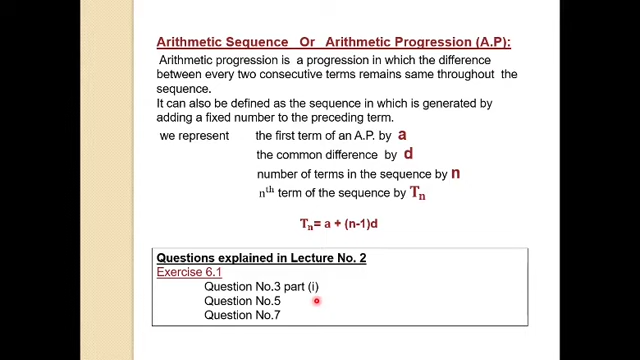 Arithmetic Sequence Or Arithmetic Progression (A.P):
Arithmetic progression is a progression in which the difference
between every two consecutive terms remains same throughout the
sequence.
It can also be defined as the sequence in which is generated by
adding a fixed number to the preceding term.
we represent the first term of an A.P. by a
the common difference by d
number of terms in the sequence by n
nth term of the sequence by Tn
Tn= a + (n-1)d
Questions explained in Lecture No. 2
Exercise 6.1
Question No.3 part (i)
Question No.5
Question No.7